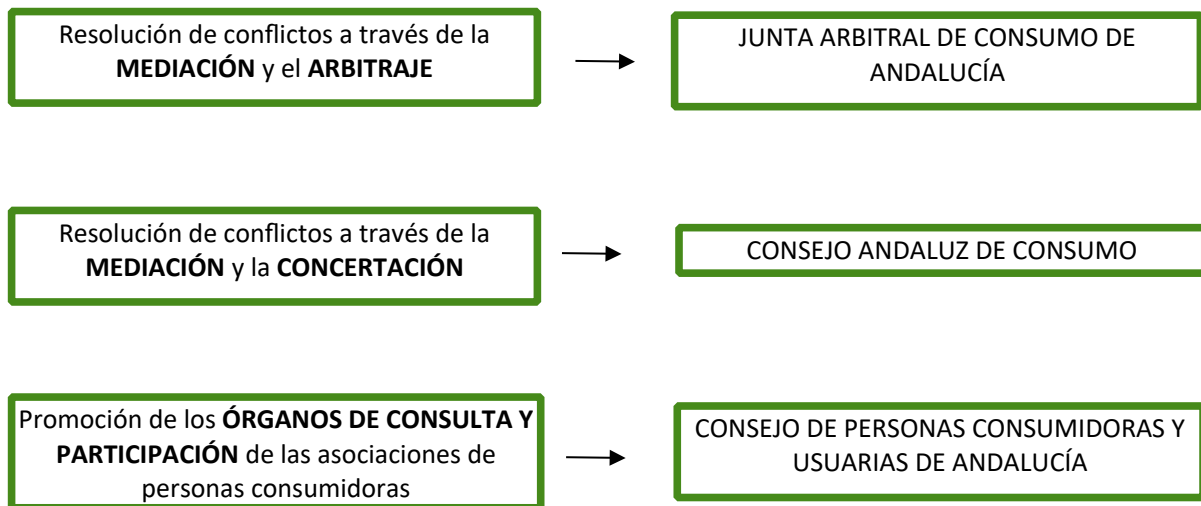 Resolución de conflictos a través de la
MEDIACIÓN y el ARBITRAJE
JUNTA ARBITRAL DE CONSUMO DE
ANDALUCÍA
Resolución de conflictos a través de la
MEDIACIÓN y la CONCERTACIÓN
CONSEJO ANDALUZ DE CONSUMO
Promoción de los ÓRGANOS DE CONSULTA Y
PARTICIPACIÓN de las asociaciones de
personas consumidoras
CONSEJO DE PERSONAS CONSUMIDORAS Y
USUARIAS DE ANDALUCÍA